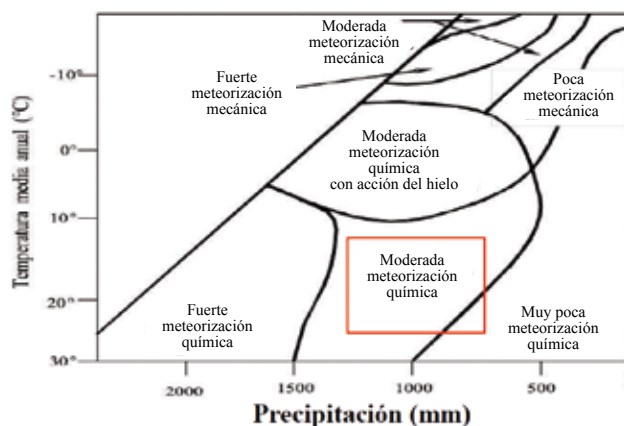 Moderada
meteorización
mecánica
Fuerte
meteorización
mecánica
Poca
meteorización
mecánica
Moderada
meteorización
química
con acción del hielo
Moderada
meteorización
química
Fuerte
meteorización
química
Muy poca
meteorización
química
Temperatura media anual (°C)
-10°
0°
10°
20°
30°
2000
1500
1000
500
Precipitación (mm)